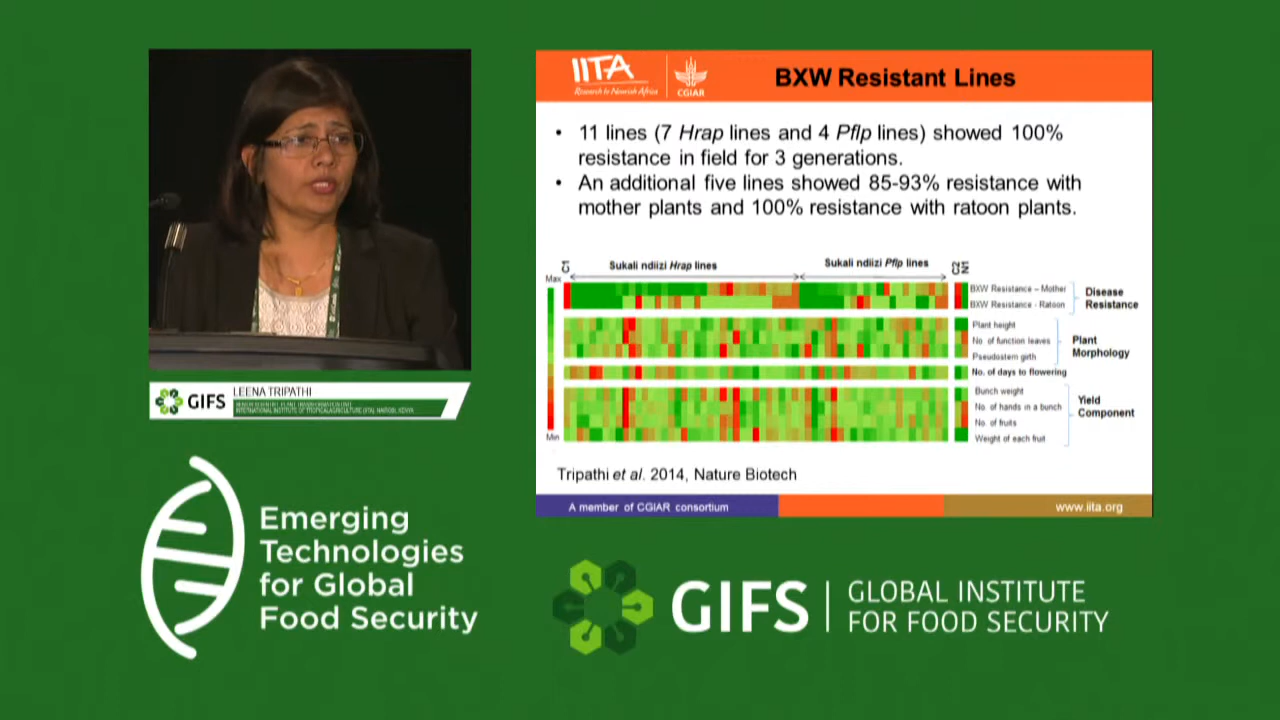 IITA
Research to Nourish Africa
CGIAR
BXW Resistant Lines
• 11 lines (7 Hrap lines and 4 Pflp lines) showed 100%
resistance in field for 3 generations.
• An additional five lines showed 85-93% resistance with
mother plants and 100% resistance with ratoon plants.
C1
Sukali ndiizi Hrap lines
Sukali ndiizi Pflp lines
C2
Max
Min
BXW Resistance – Mother
BXW Resistance - Ratoon
Disease
Resistance
Plant height
No. of function leaves
Pseudostem girth
Plant
Morphology
No. of days to flowering
Bunch weight
No. of hands in a bunch
No. of fruits
Weight of each fruit
Yield
Component
Tripathi et al. 2014, Nature Biotech
A member of CGIAR consortium
www.iita.org
GIFS
LEENA TRIPATHI
Emerging
Technologies
for Global
Food Security
GIFS
GLOBAL INSTITUTE
FOR FOOD SECURITY